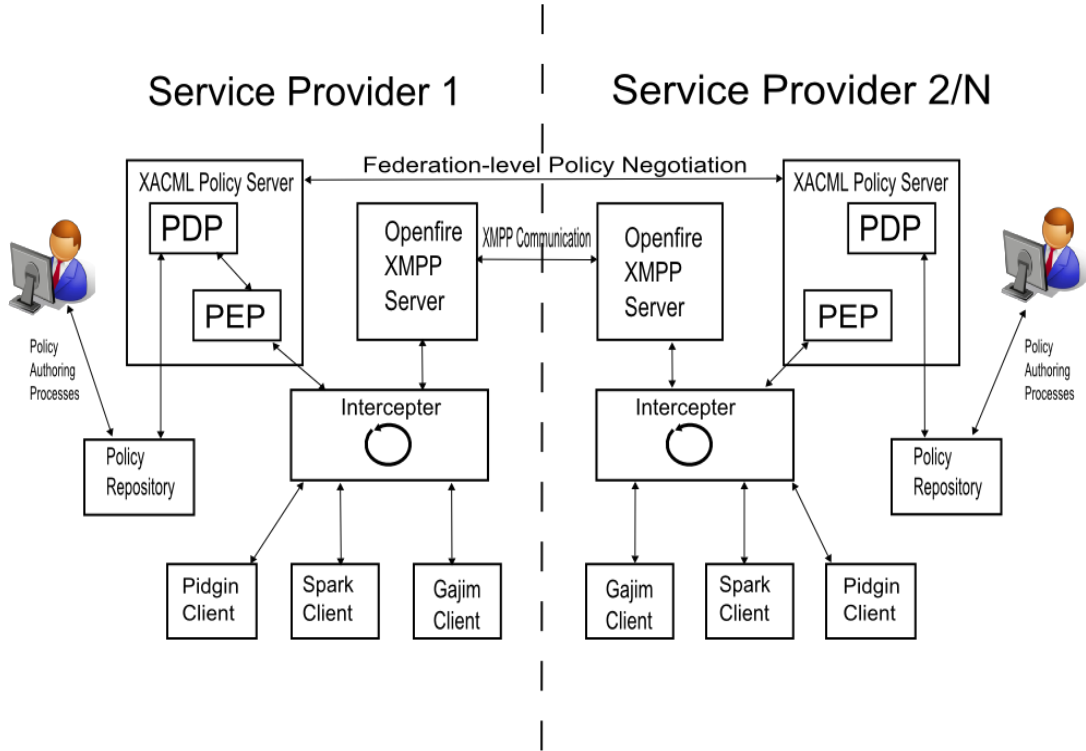 Service Provider 1
Service Provider 2/N
Federation-level Policy Negotiation
XACML Policy Server
PDP
PEP
Openfire
XMPP
Server
XMPP Communication
Openfire
XMPP
Server
XACML Policy Server
PDP
PEP
Policy
Authoring
Processes
Policy
Authoring
Processes
Intercepter
Intercepter
Policy
Repository
Policy
Repository
Pidgin
Client
Spark
Client
Gajim
Client
Gajim
Client
Spark
Client
Pidgin
Client